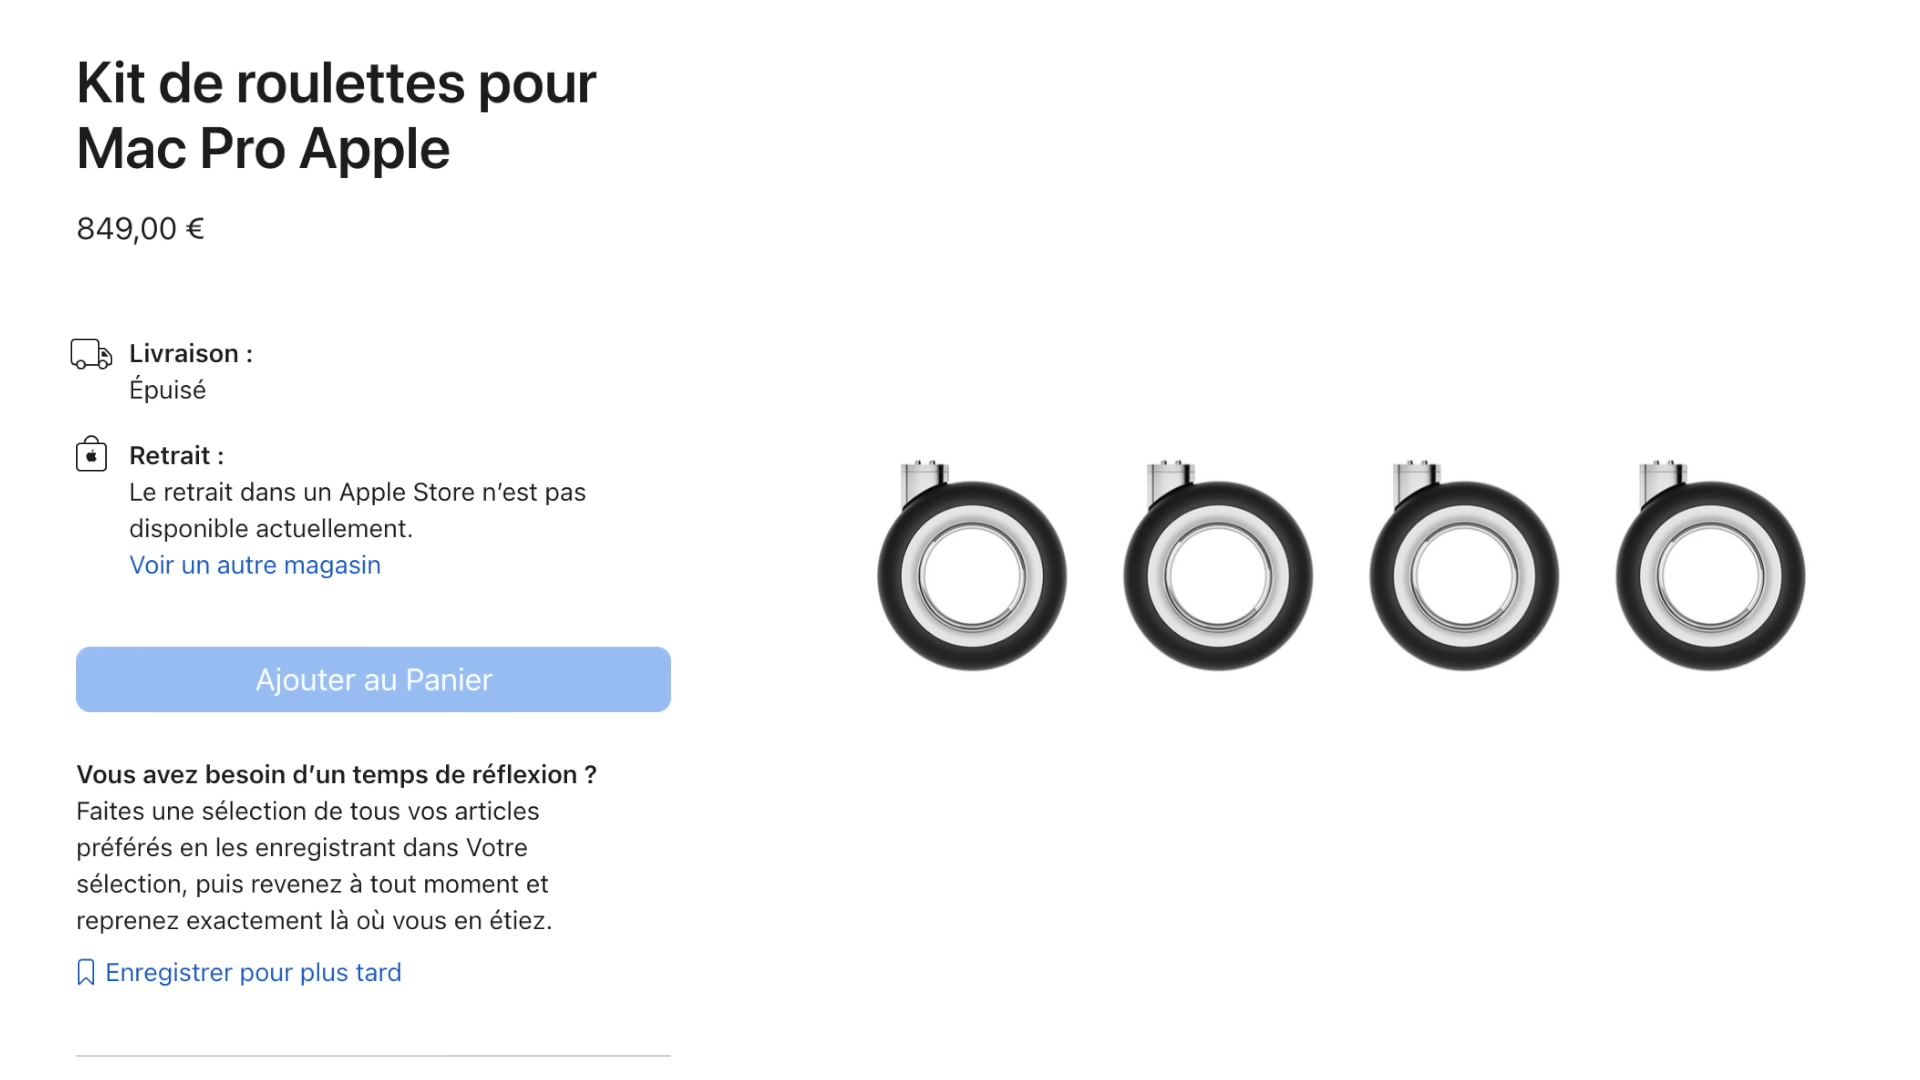 Kit de roulettes pour
Mac Pro Apple
849,00 €
Livraison :
Épuisé
Retrait :
Le retrait dans un Apple Store n’est pas
disponible actuellement.
Voir un autre magasin
Ajouter au Panier
Vous avez besoin d’un temps de réflexion ?
Faites une sélection de tous vos articles
préférés en les enregistrant dans Votre
sélection, puis revenez à tout moment et
reprenez exactement là où vous en étiez.
Enregistrer pour plus tard